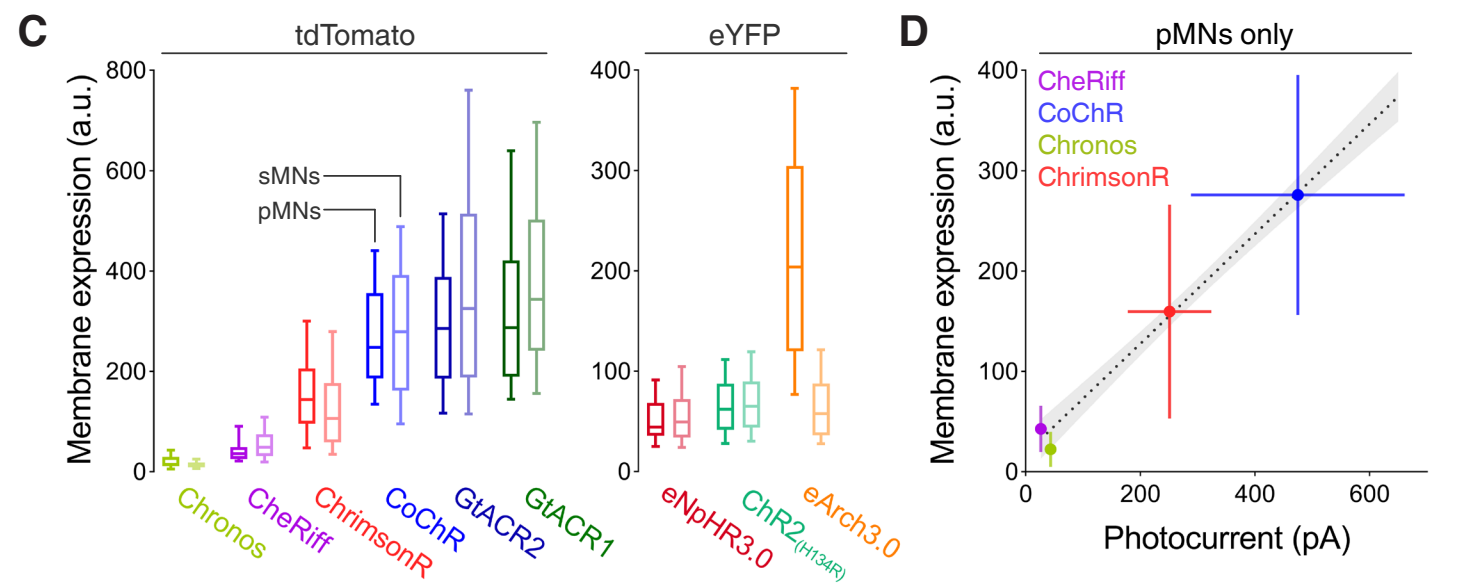 C
tdTomato
Membrane expression (a.u.)
800
600
400
200
0
sMNs
pMNs
Chronos
CheRiff
ChrimsonR
CoChR
GtACR2
GtACR1
eYFP
400
300
200
100
0
eNpHR3.0
ChR2(H134R)
eArch3.0
D
pMNs only
Membrane expression (a.u.)
400
300
200
100
0
CheRiff
CoChR
Chronos
ChrimsonR
0
200
400
600
Photocurrent (pA)